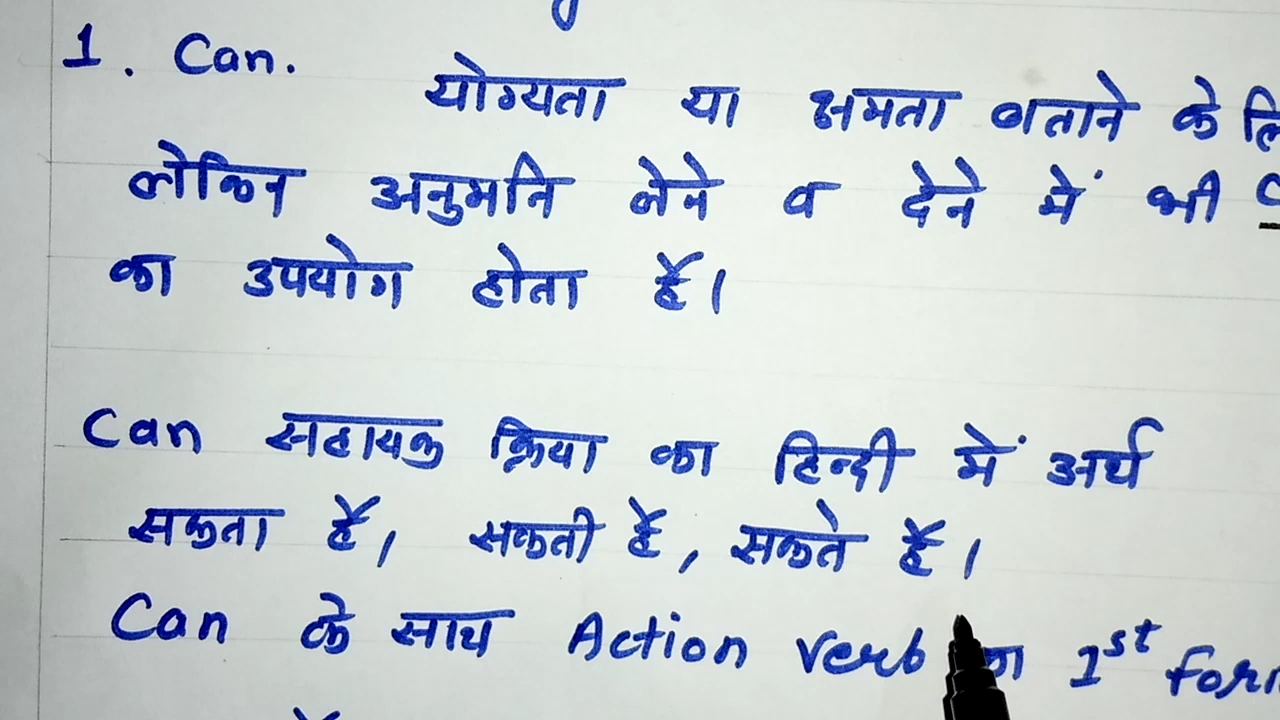 1. Can.
योग्यता या क्षमता बताने के लि
लेकिन अनुमति लेने व देने में भी
का उपयोग होता है।
Can सहायक क्रिया का हिन्दी में अर्थ
सकता है, सकती है, सकते हैं।
Can के साथ Action verb का 1st form